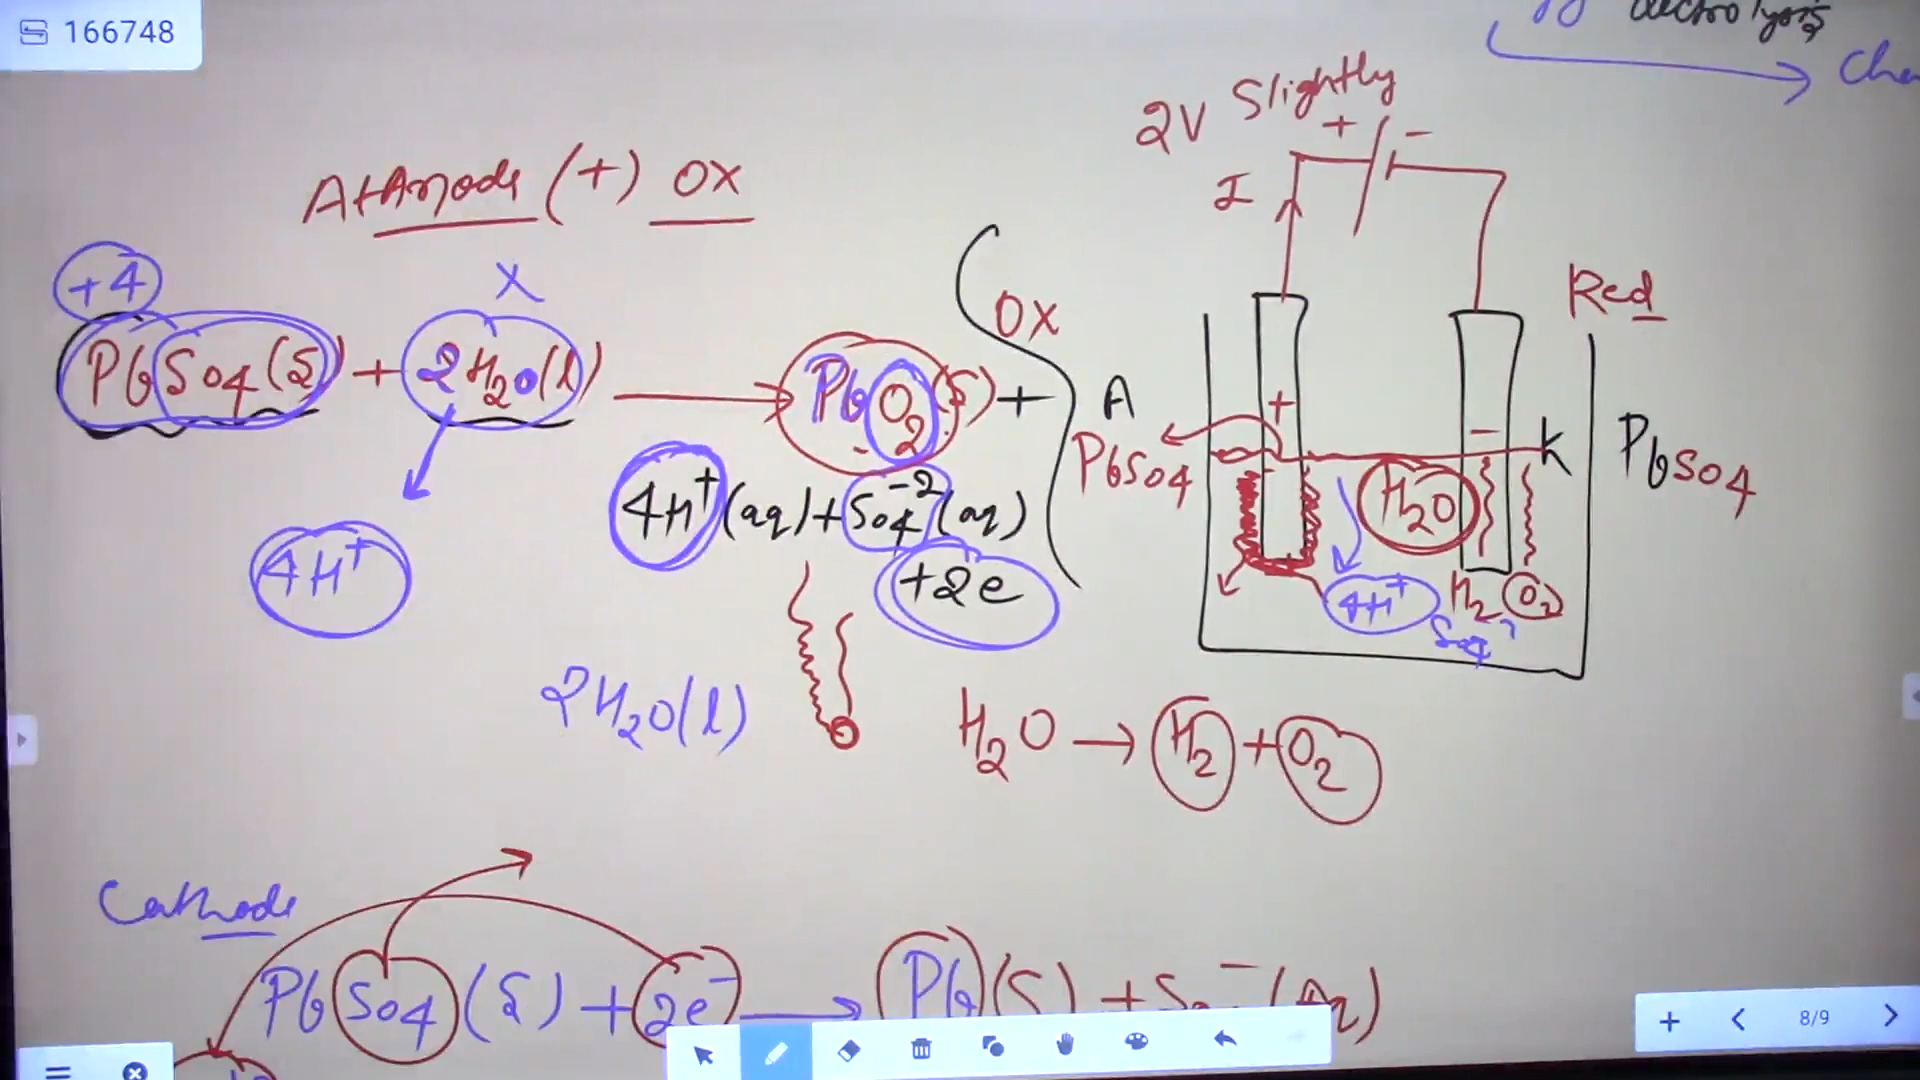 166748
electrolysis
Che
2V Slightly
+ -
I
At Anode (+) OX
+4
X
PbSO4(S) + 2H2O(l) → PbO2(S) +
4H+
4H+(aq) + SO4-2(aq)
+2e
OX
Red
A
+
-
K
PbSO4
H2O
PbSO4
4H+
H2 O2
SO4
2H2O(l)
H2O → H2 + O2
Cathode
PbSO4(S) + 2e- → Pb(S) + SO4--(Aq)
8/9